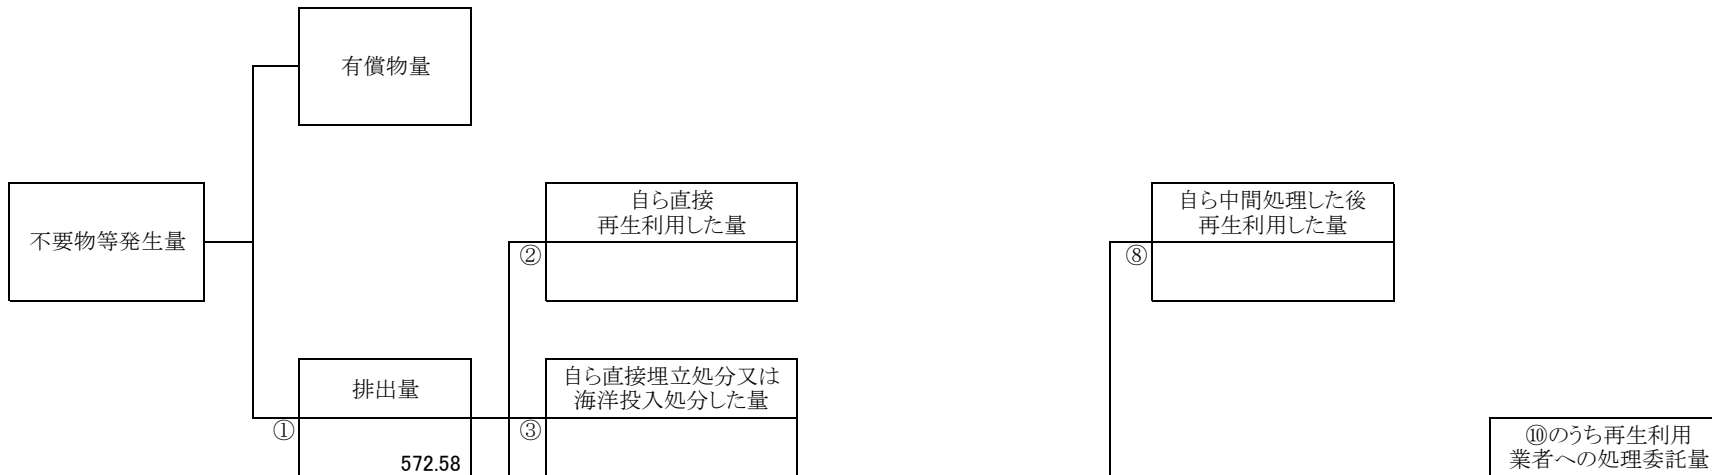 有償物量
不要物等発生量
自ら直接
再生利用した量
②
自ら中間処理した後
再生利用した量
⑧
排出量
①
572.58
自ら直接埋立処分又は
海洋投入処分した量
③
⑩のうち再生利用
業者への処理委託量